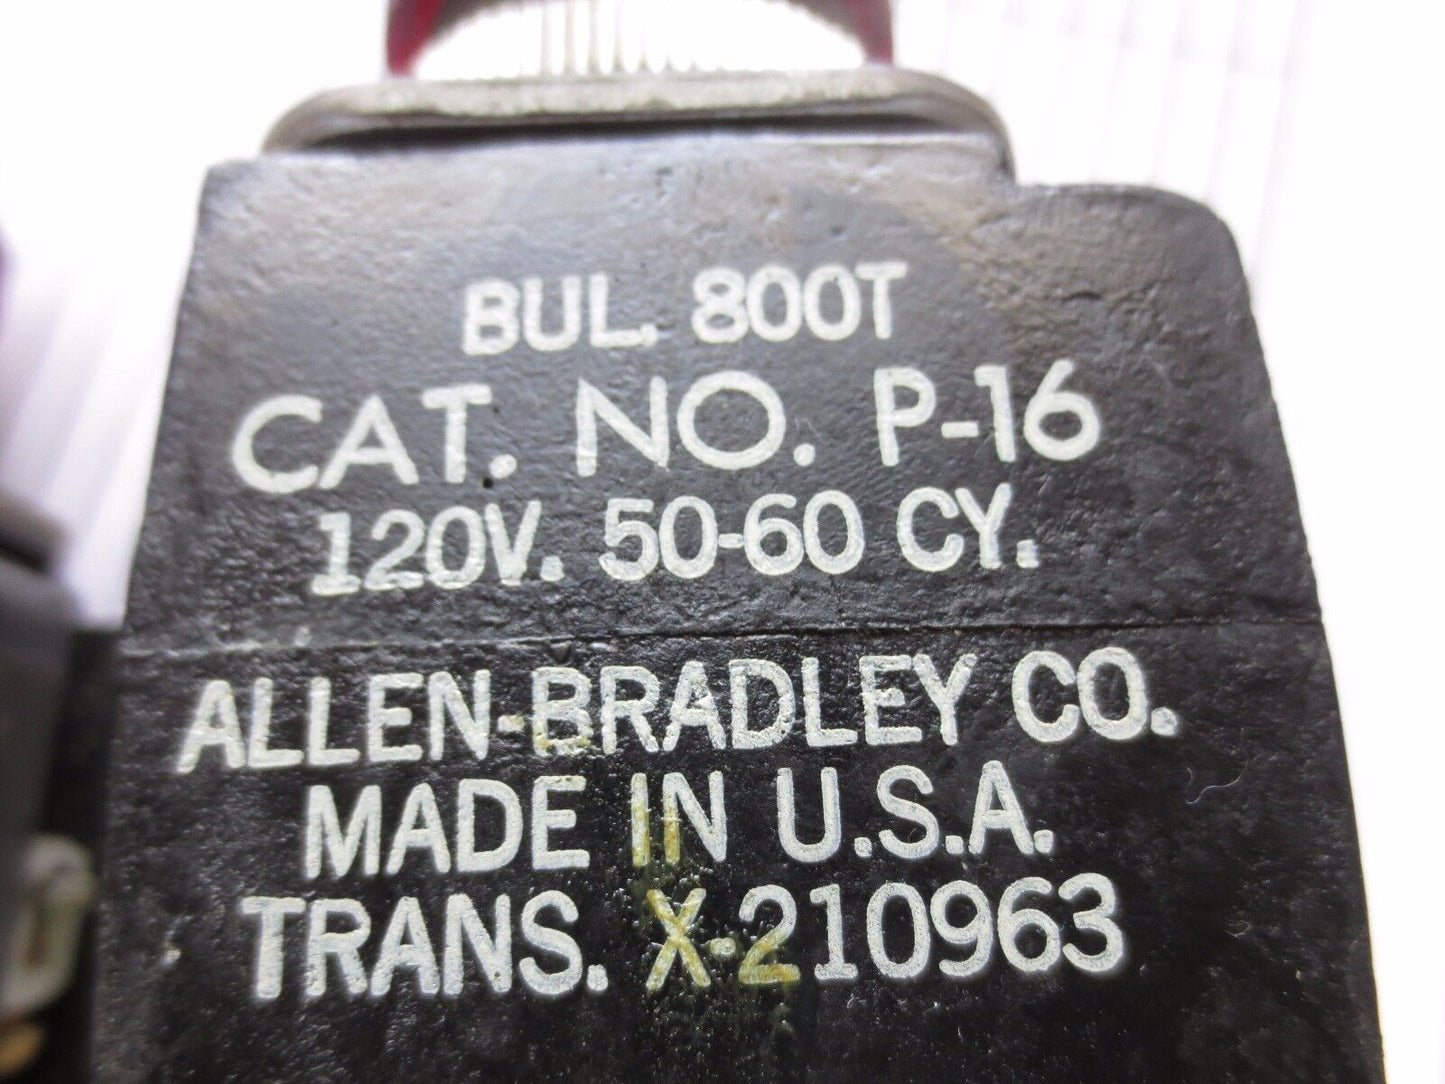 BUL. 800T
CAT. NO. P-16
120V. 50-60 CY.
ALLEN-BRADLEY CO.
MADE IN U.S.A.
TRANS. X-210963